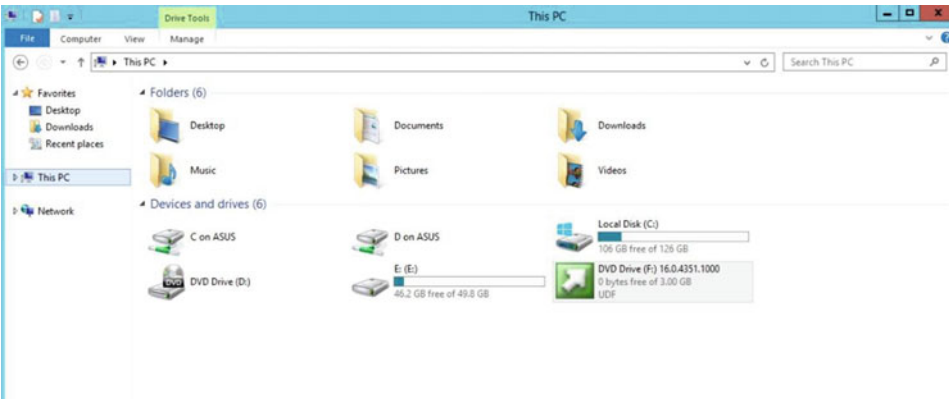 Drive Tools
This PC
File Computer View Manage
This PC
Search This PC
Favorites
Desktop
Downloads
Recent places
This PC
Network
Folders (6)
Desktop Documents Downloads
Music Pictures Videos
Devices and drives (6)
C on ASUS D on ASUS Local Disk (C:)
106 GB free of 126 GB
DVD
DVD Drive (D:) E: (E:) DVD Drive (F:) 16.0.4351.1000
46.2 GB free of 49.8 GB 0 bytes free of 3.00 GB
UDF